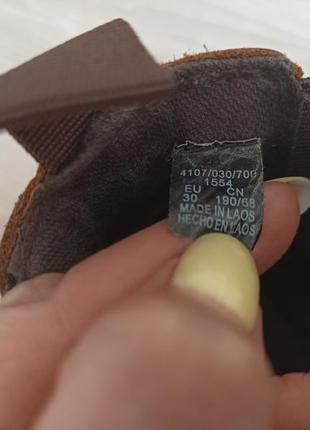 4107/030/700
1554
EU CN
30 190/68
MADE IN LAOS
HECHO EN LAOS